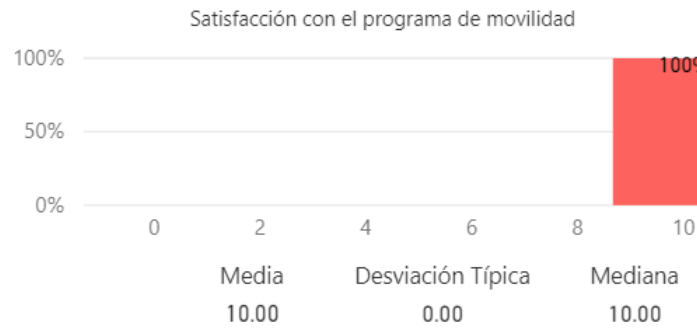 Satisfacción con el programa de movilidad
100%
100%
50%
0%
0 2 4 6 8 10
Media Desviación Típica Mediana
10.00 0.00 10.00